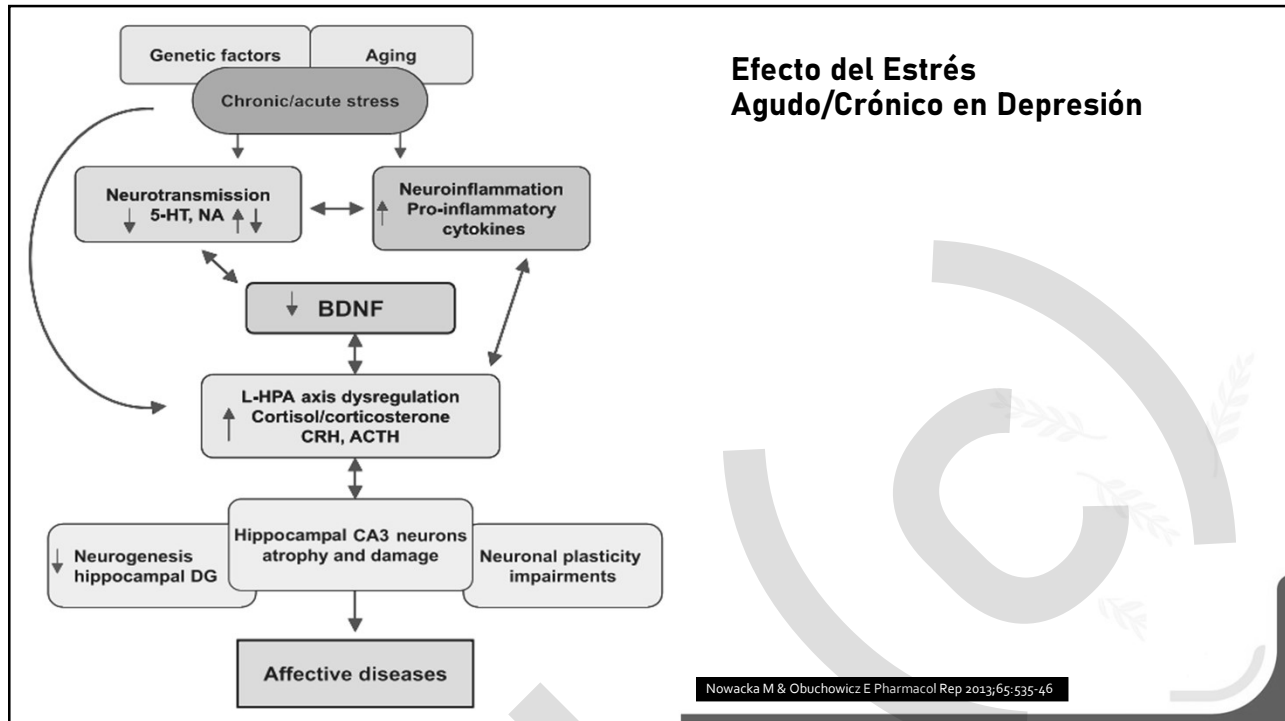 Efecto del Estrés
Agudo/Crónico en Depresión
Genetic factors
Aging
Chronic/acute stress
Neurotransmission
↓ 5-HT, NA ↑↓
Neuroinflammation
↑ Pro-inflammatory
cytokines
↓ BDNF
L-HPA axis dysregulation
↑ Cortisol/corticosterone
CRH, ACTH
↓ Neurogenesis
hippocampal DG
Hippocampal CA3 neurons
atrophy and damage
Neuronal plasticity
impairments
Affective diseases
Nowacka M & Obuchowicz E Pharmacol Rep 2013;65:535-46